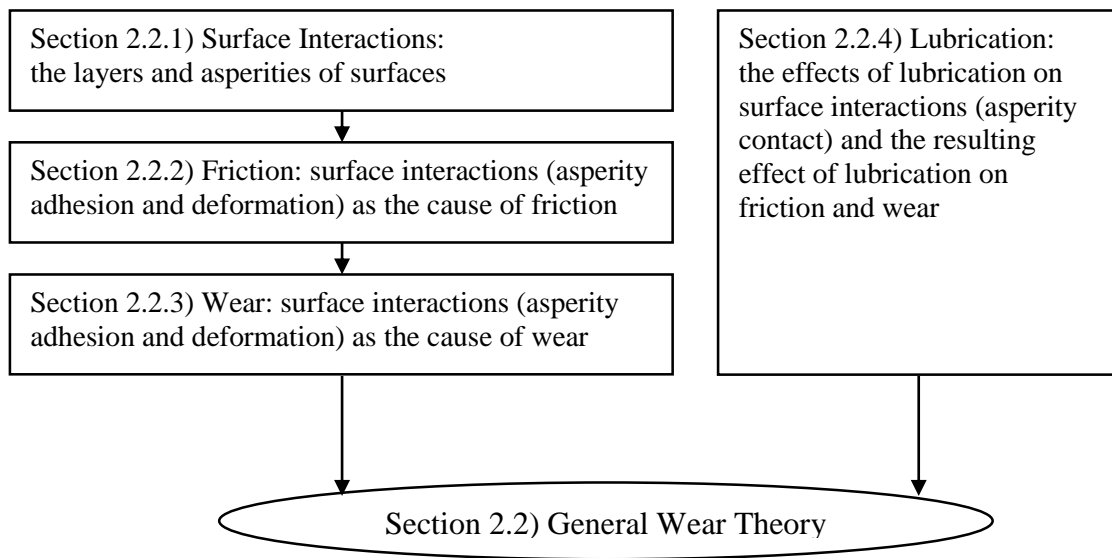 Section 2.2.1) Surface Interactions:
the layers and asperities of surfaces
Section 2.2.2) Friction: surface interactions (asperity
adhesion and deformation) as the cause of friction
Section 2.2.3) Wear: surface interactions (asperity
adhesion and deformation) as the cause of wear
Section 2.2.4) Lubrication:
the effects of lubrication on
surface interactions (asperity
contact) and the resulting
effect of lubrication on
friction and wear
Section 2.2) General Wear Theory